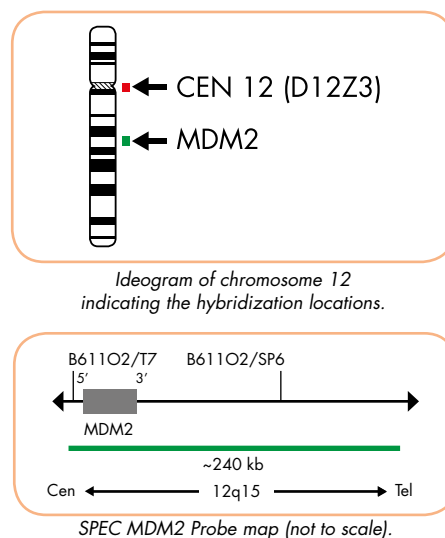 CEN 12 (D12Z3)
MDM2
Ideogram of chromosome 12
indicating the hybridization locations.
B611O2/T7 B611O2/SP6
5’ 3’
MDM2
~240 kb
Cen 12q15 Tel
SPEC MDM2 Probe map (not to scale).